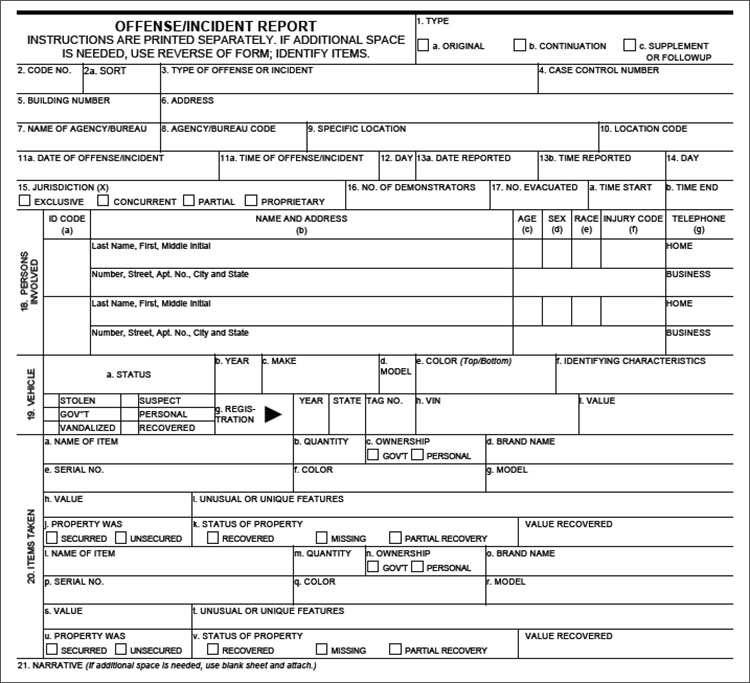 OFFENSE/INCIDENT REPORT
INSTRUCTIONS ARE PRINTED SEPARATELY. IF ADDITIONAL SPACE
IS NEEDED, USE REVERSE OF FORM; IDENTIFY ITEMS.
1. TYPE
a. ORIGINAL b. CONTINUATION c. SUPPLEMENT
OR FOLLOWUP
2. CODE NO. 2a. SORT 3. TYPE OF OFFENSE OR INCIDENT 4. CASE CONTROL NUMBER
5. BUILDING NUMBER 6. ADDRESS
7. NAME OF AGENCY/BUREAU 8. AGENCY/BUREAU CODE 9. SPECIFIC LOCATION 10. LOCATION CODE
11a. DATE OF OFFENSE/INCIDENT 11a. TIME OF OFFENSE/INCIDENT 12. DAY 13a. DATE REPORTED 13b. TIME REPORTED 14. DAY
15. JURISDICTION (X) 16. NO. OF DEMONSTRATORS 17. NO. EVACUATED a. TIME START b. TIME END
EXCLUSIVE CONCURRENT PARTIAL PROPRIETARY
18. PERSONS
INVOLVED
ID CODE NAME AND ADDRESS AGE SEX RACE INJURY CODE TELEPHONE
(a) (b) (c) (d) (e) (f) (g)
Last Name, First, Middle Initial HOME
Number, Street, Apt. No., City and State BUSINESS
Last Name, First, Middle Initial HOME
Number, Street, Apt. No., City and State BUSINESS
19. VEHICLE
a. STATUS b. YEAR c. MAKE d.
MODEL e. COLOR (Top/Bottom) f. IDENTIFYING CHARACTERISTICS
STOLEN SUSPECT g. REGIS-
TRATION YEAR STATE TAG NO. h. VIN I. VALUE
GOV"T PERSONAL
VANDALIZED RECOVERED
20. ITEMS TAKEN
a. NAME OF ITEM b. QUANTITY c. OWNERSHIP d. BRAND NAME
GOV'T PERSONAL
e. SERIAL NO. f. COLOR g. MODEL
h. VALUE I. UNUSUAL OR UNIQUE FEATURES
j. PROPERTY WAS k. STATUS OF PROPERTY VALUE RECOVERED
SECURRED UNSECURED RECOVERED MISSING PARTIAL RECOVERY
l. NAME OF ITEM m. QUANTITY n. OWNERSHIP o. BRAND NAME
GOV'T PERSONAL
p. SERIAL NO. q. COLOR r. MODEL
s. VALUE t. UNUSUAL OR UNIQUE FEATURES
u. PROPERTY WAS v. STATUS OF PROPERTY VALUE RECOVERED
SECURRED UNSECURED RECOVERED MISSING PARTIAL RECOVERY
21. NARRATIVE (If additional space is needed, use blank sheet and attach.)